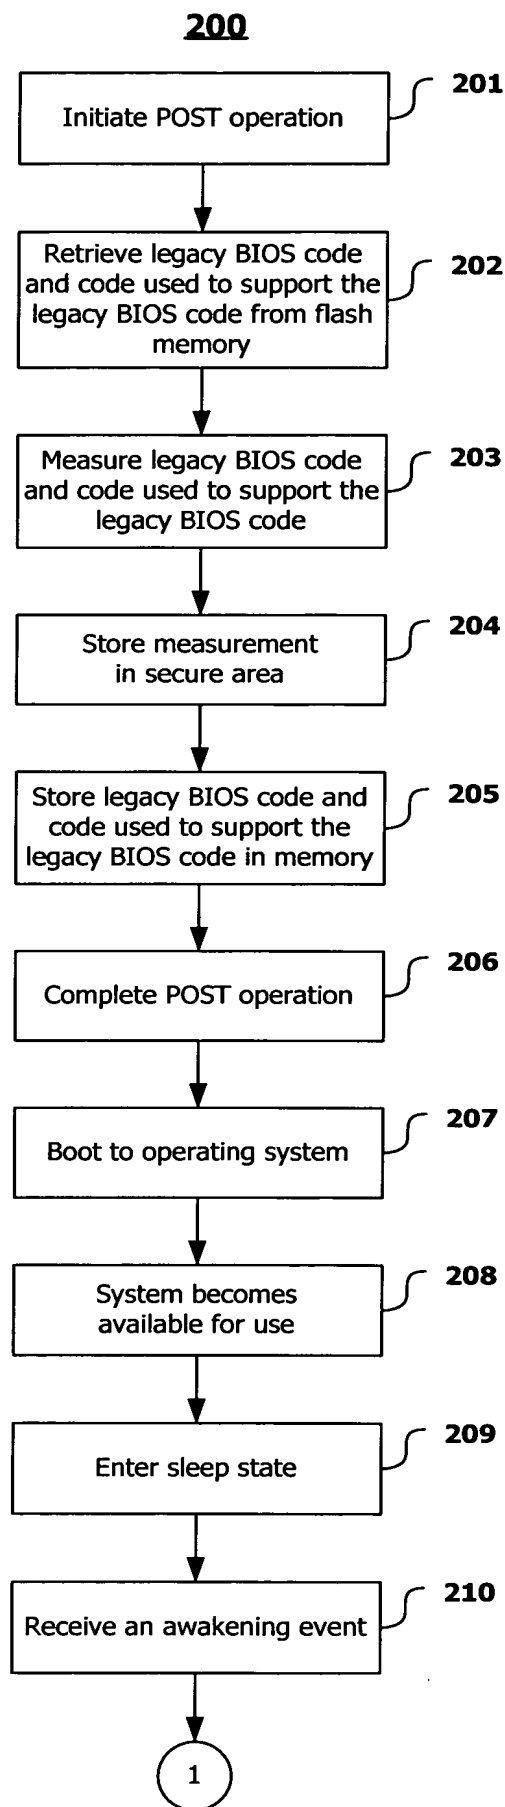 200
201
Initiate POST operation
202
Retrieve legacy BIOS code
and code used to support the
legacy BIOS code from flash
memory
203
Measure legacy BIOS code
and code used to support the
legacy BIOS code
204
Store measurement
in secure area
205
Store legacy BIOS code and
code used to support the
legacy BIOS code in memory
206
Complete POST operation
207
Boot to operating system
208
System becomes
available for use
209
Enter sleep state
210
Receive an awakening event
1